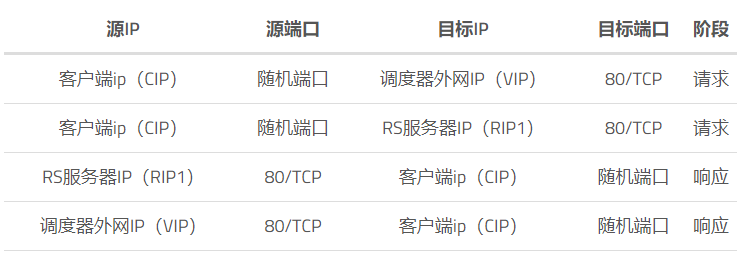 源IP 源端口 目标IP 目标端口 阶段
客户端ip（CIP） 随机端口 调度器外网IP（VIP） 80/TCP 请求
客户端ip（CIP） 随机端口 RS服务器IP（RIP1） 80/TCP 请求
RS服务器IP（RIP1） 80/TCP 客户端ip（CIP） 随机端口 响应
调度器外网IP（VIP） 80/TCP 客户端ip（CIP） 随机端口 响应